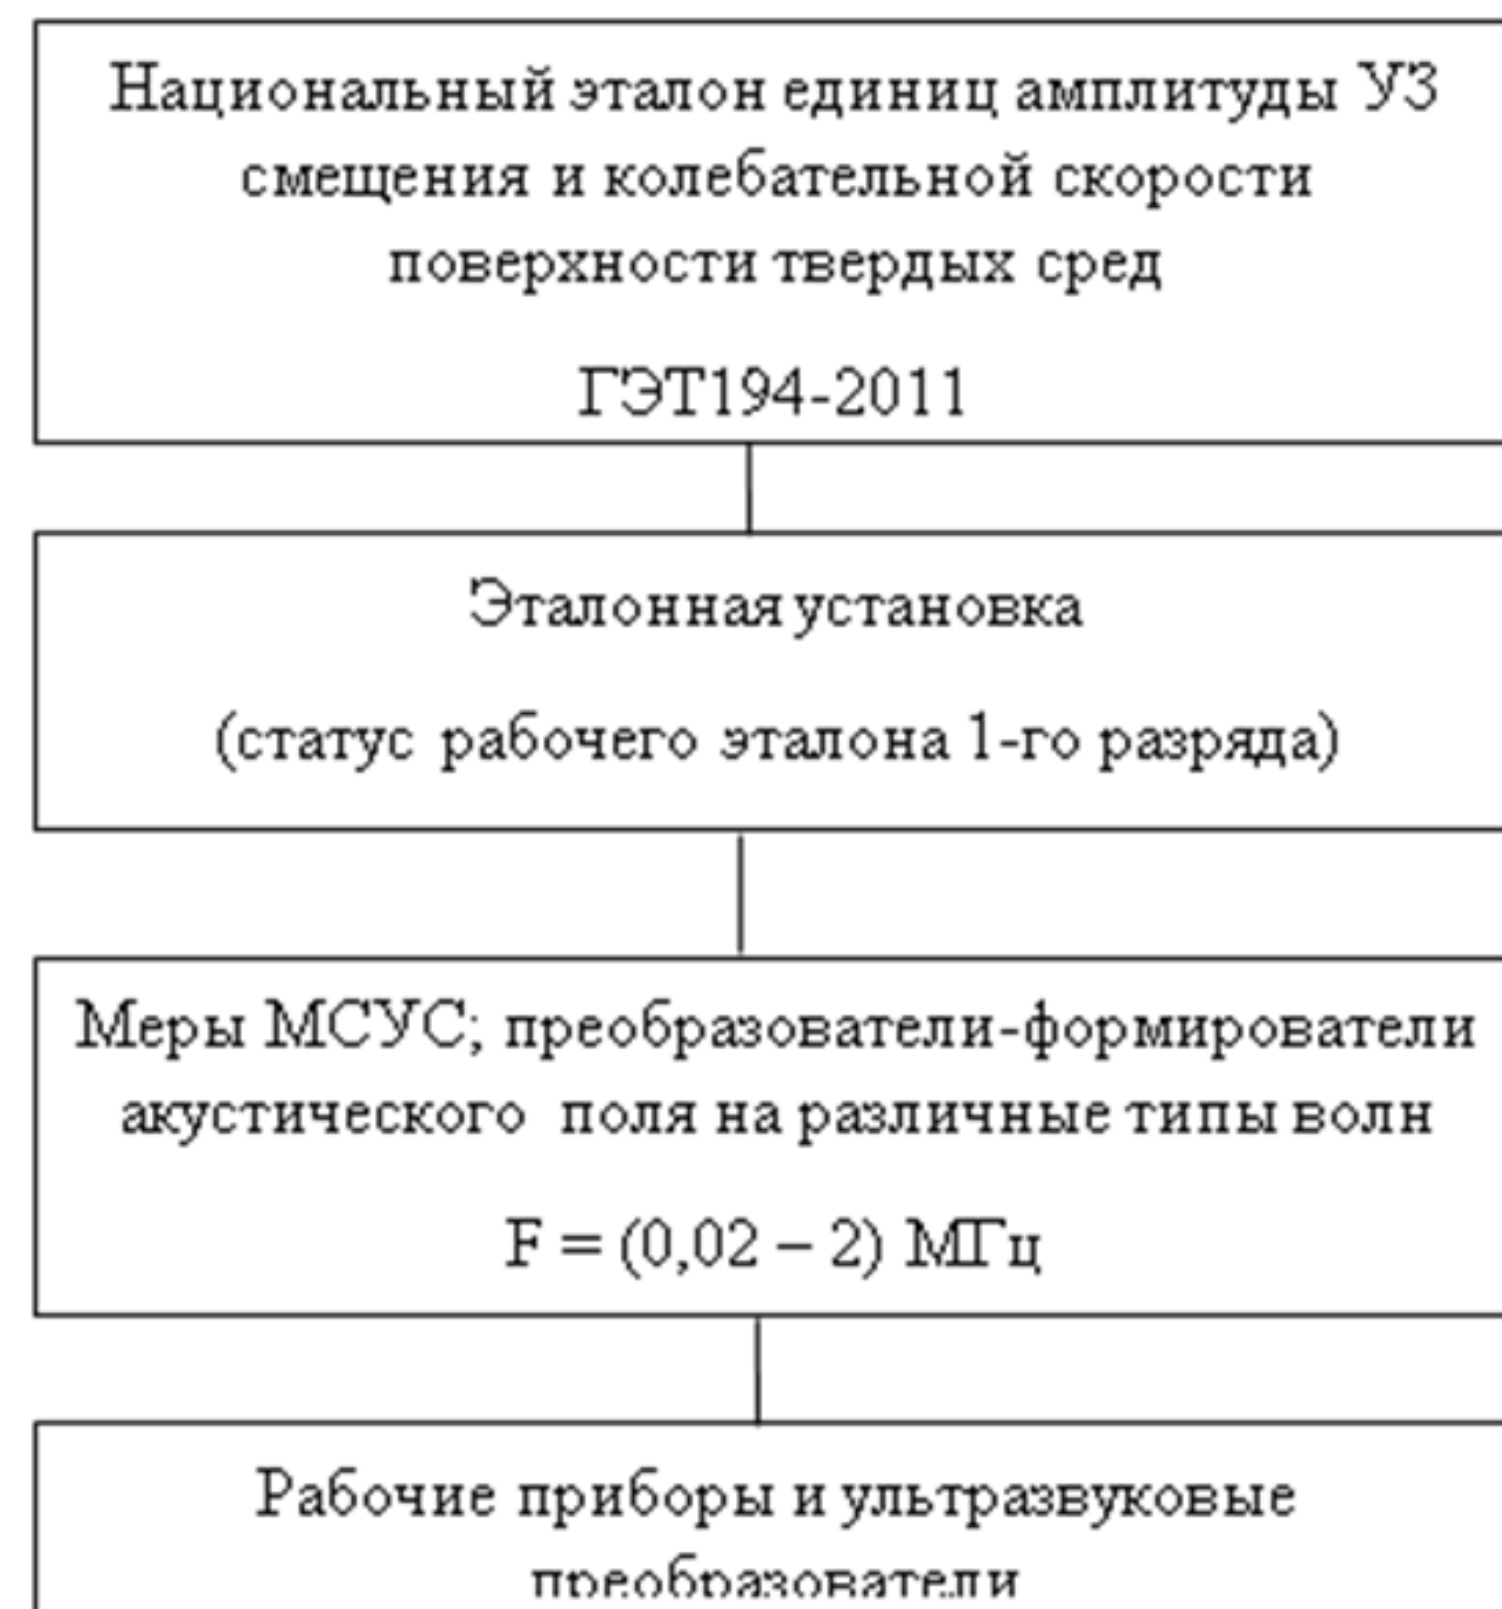 Национальный эталон единиц амплитуды УЗ
смещения и колебательной скорости
поверхности твердых сред
ГЭТ194-2011
Эталонная установка
(статус рабочего эталона 1-го разряда)
Меры МСУС; преобразователи-формирователи
акустического поля на различные типы волн
F = (0,02 – 2) МГц
Рабочие приборы и ультразвуковые
преобразователи